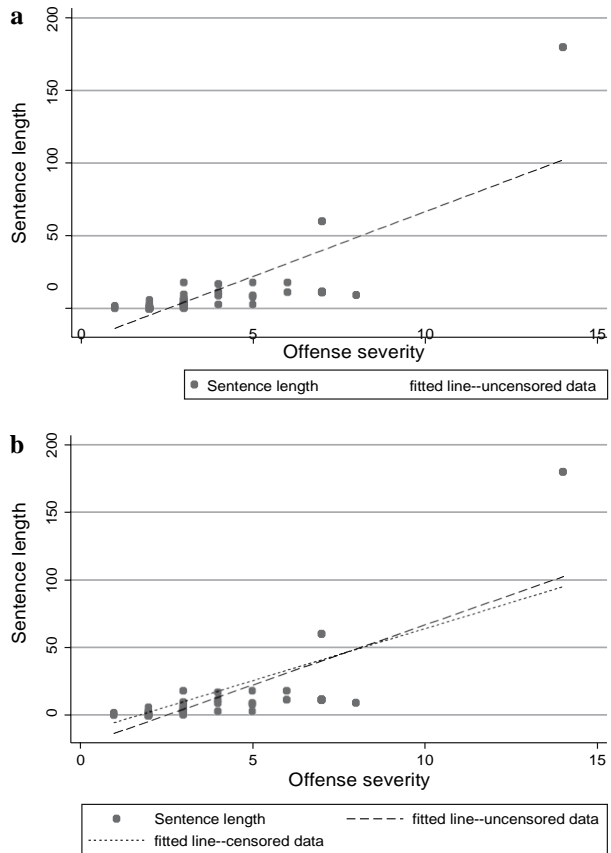 a
200
150
100
50
0
Sentence length
0
5
10
15
Offense severity
Sentence length
fitted line--uncensored data
b
200
150
100
50
0
Sentence length
0
5
10
15
Offense severity
Sentence length
fitted line--uncensored data
fitted line--censored data